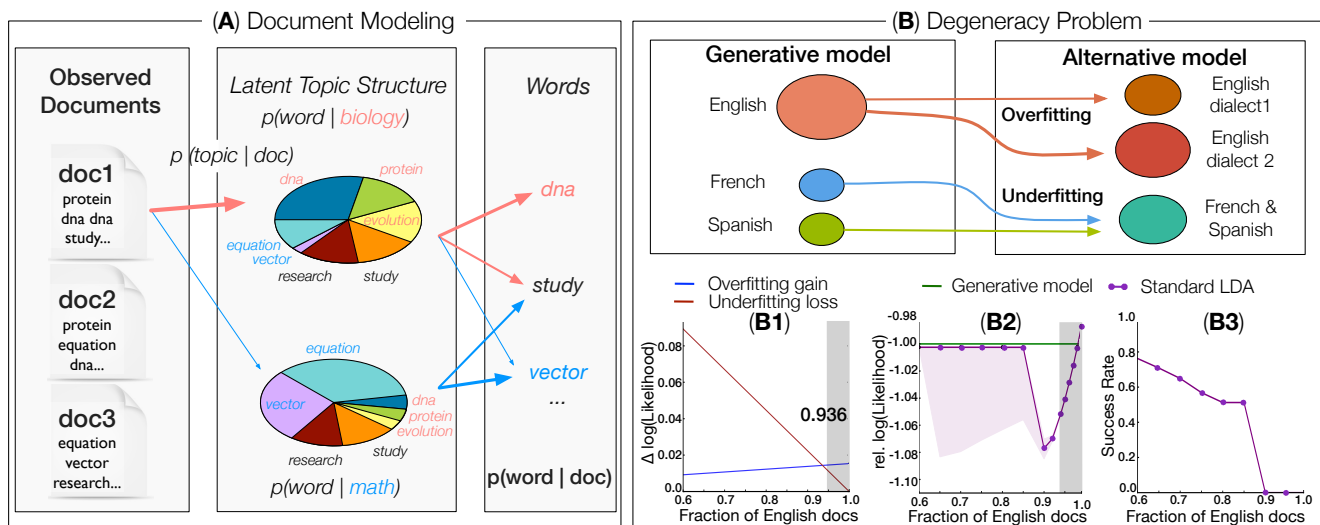 (A) Document Modeling
Observed
Documents
doc1
protein
dna dna
study...
doc2
protein
equation
dna...
doc3
equation
vector
research...
p (topic | doc)
Latent Topic Structure
p(word | biology)
dna
protein
evolution
equation
vector
research
study
equation
vector
dna
protein
evolution
study
research
p(word | math)
Words
dna
study
vector
...
p(word | doc)
(B) Degeneracy Problem
Generative model
English
French
Spanish
Overfitting
Underfitting
Alternative model
English
dialect1
English
dialect 2
French &
Spanish
Overfitting gain
Underfitting loss
(B1)
Δ log(Likelihood)
0.08
0.06
0.04
0.02
0.0
0.936
0.6 0.7 0.8 0.9 1.0
Fraction of English docs
Generative model
Standard LDA
(B2)
rel. log(Likelihood)
-0.98
-1.00
-1.02
-1.04
-1.06
-1.08
-1.10
0.6 0.7 0.8 0.9 1.0
Fraction of English docs
(B3)
Success Rate
1.0
0.8
0.6
0.4
0.2
0.0
0.6 0.7 0.8 0.9 1.0
Fraction of English docs